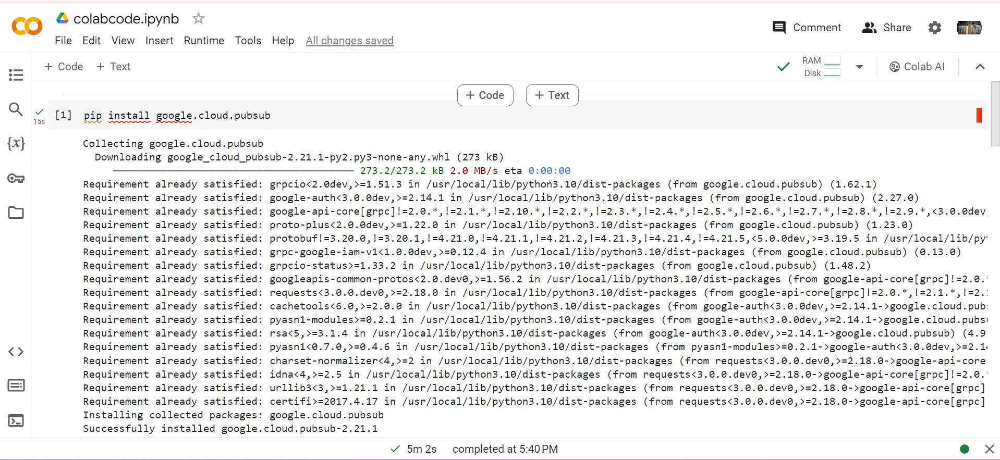 colabcode.ipynb
File Edit View Insert Runtime Tools Help All changes saved
Comment Share
+ Code + Text
RAM
Disk
Colab AI
+ Code + Text
15s
[1] pip install google.cloud.pubsub
Collecting google.cloud.pubsub
Downloading google_cloud_pubsub-2.21.1-py2.py3-none-any.whl (273 kB)
273.2/273.2 kB 2.0 MB/s eta 0:00:00
Requirement already satisfied: grpcio<2.0dev,>=1.51.3 in /usr/local/lib/python3.10/dist-packages (from google.cloud.pubsub) (1.62.1)
Requirement already satisfied: google-auth<3.0.0dev,>=2.14.1 in /usr/local/lib/python3.10/dist-packages (from google.cloud.pubsub) (2.27.0)
Requirement already satisfied: google-api-core[grpc]!=2.0.*,!=2.1.*,!=2.10.*,!=2.2.*,!=2.3.*,!=2.4.*,!=2.5.*,!=2.6.*,!=2.7.*,!=2.8.*,!=2.9.*,<3.0.0dev,
Requirement already satisfied: proto-plus<2.0.0dev,>=1.22.0 in /usr/local/lib/python3.10/dist-packages (from google.cloud.pubsub) (1.23.0)
Requirement already satisfied: protobuf!=3.20.0,!=3.20.1,!=4.21.0,!=4.21.1,!=4.21.2,!=4.21.3,!=4.21.4,!=4.21.5,<5.0.0dev,>=3.19.5 in /usr/local/lib/py
Requirement already satisfied: grpc-google-iam-v1<1.0.0dev,>=0.12.4 in /usr/local/lib/python3.10/dist-packages (from google.cloud.pubsub) (0.13.0)
Requirement already satisfied: grpcio-status>=1.33.2 in /usr/local/lib/python3.10/dist-packages (from google.cloud.pubsub) (1.48.2)
Requirement already satisfied: googleapis-common-protos<2.0.dev0,>=1.56.2 in /usr/local/lib/python3.10/dist-packages (from google-api-core[grpc]!=2.0.
Requirement already satisfied: requests<3.0.0.dev0,>=2.18.0 in /usr/local/lib/python3.10/dist-packages (from google-api-core[grpc]!=2.0.*,!=2.1.*,!=2.
Requirement already satisfied: cachetools<6.0,>=2.0.0 in /usr/local/lib/python3.10/dist-packages (from google-auth<3.0.0dev,>=2.14.1->google.cloud.pubs
Requirement already satisfied: pyasn1-modules>=0.2.1 in /usr/local/lib/python3.10/dist-packages (from google-auth<3.0.0dev,>=2.14.1->google.cloud.pubs
Requirement already satisfied: rsa<5,>=3.1.4 in /usr/local/lib/python3.10/dist-packages (from google-auth<3.0.0dev,>=2.14.1->google.cloud.pubsub) (4.9
Requirement already satisfied: pyasn1<0.7.0,>=0.4.6 in /usr/local/lib/python3.10/dist-packages (from pyasn1-modules>=0.2.1->google-auth<3.0.0dev,>=2.1
Requirement already satisfied: charset-normalizer<4,>=2 in /usr/local/lib/python3.10/dist-packages (from requests<3.0.0.dev0,>=2.18.0->google-api-core
Requirement already satisfied: idna<4,>=2.5 in /usr/local/lib/python3.10/dist-packages (from requests<3.0.0.dev0,>=2.18.0->google-api-core[grpc]!=2.0.
Requirement already satisfied: urllib3<3,>=1.21.1 in /usr/local/lib/python3.10/dist-packages (from requests<3.0.0.dev0,>=2.18.0->google-api-core[grpc]
Requirement already satisfied: certifi>=2017.4.17 in /usr/local/lib/python3.10/dist-packages (from requests<3.0.0.dev0,>=2.18.0->google-api-core[grpc]
Installing collected packages: google.cloud.pubsub
Successfully installed google.cloud.pubsub-2.21.1
5m 2s completed at 5:40 PM